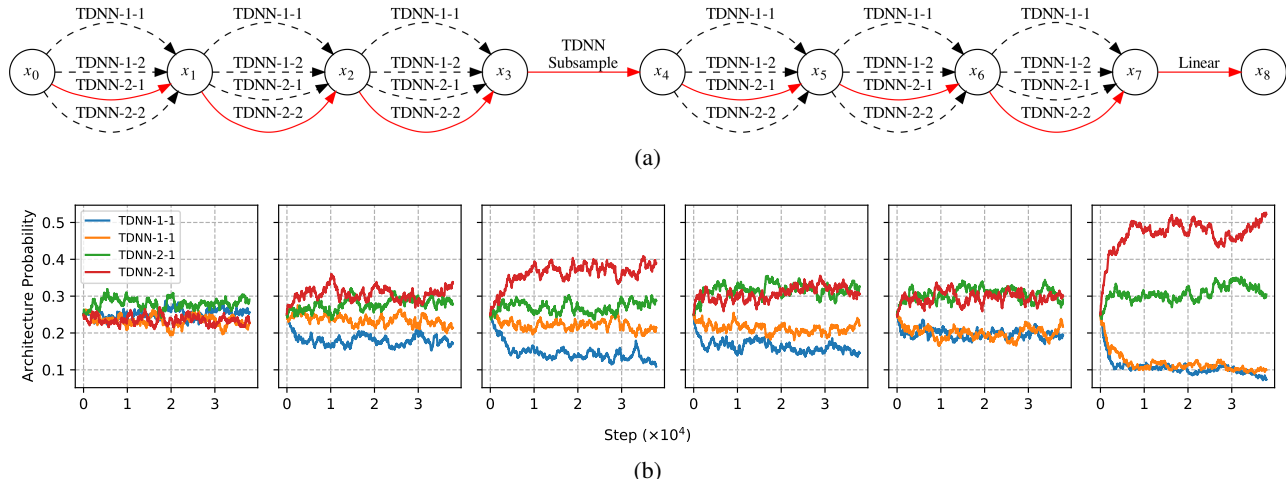 TDNN-1-1 TDNN-1-1 TDNN-1-1 TDNN-1-1 TDNN-1-1 TDNN-1-1
x0 TDNN-1-2 x1 TDNN-1-2 x2 TDNN-1-2 x3 TDNN Subsample x4 TDNN-1-2 x5 TDNN-1-2 x6 TDNN-1-2 x7 Linear x8
TDNN-2-1 TDNN-2-1 TDNN-2-1 TDNN-2-1 TDNN-2-1 TDNN-2-1
TDNN-2-2 TDNN-2-2 TDNN-2-2 TDNN-2-2 TDNN-2-2 TDNN-2-2
(a)
Architecture Probability
0.5
0.4
0.3
0.2
0.1
TDNN-1-1
TDNN-1-1
TDNN-2-1
TDNN-2-1
0 1 2 3 0 1 2 3 0 1 2 3 0 1 2 3 0 1 2 3 0 1 2 3
Step (×10⁴)
(b)